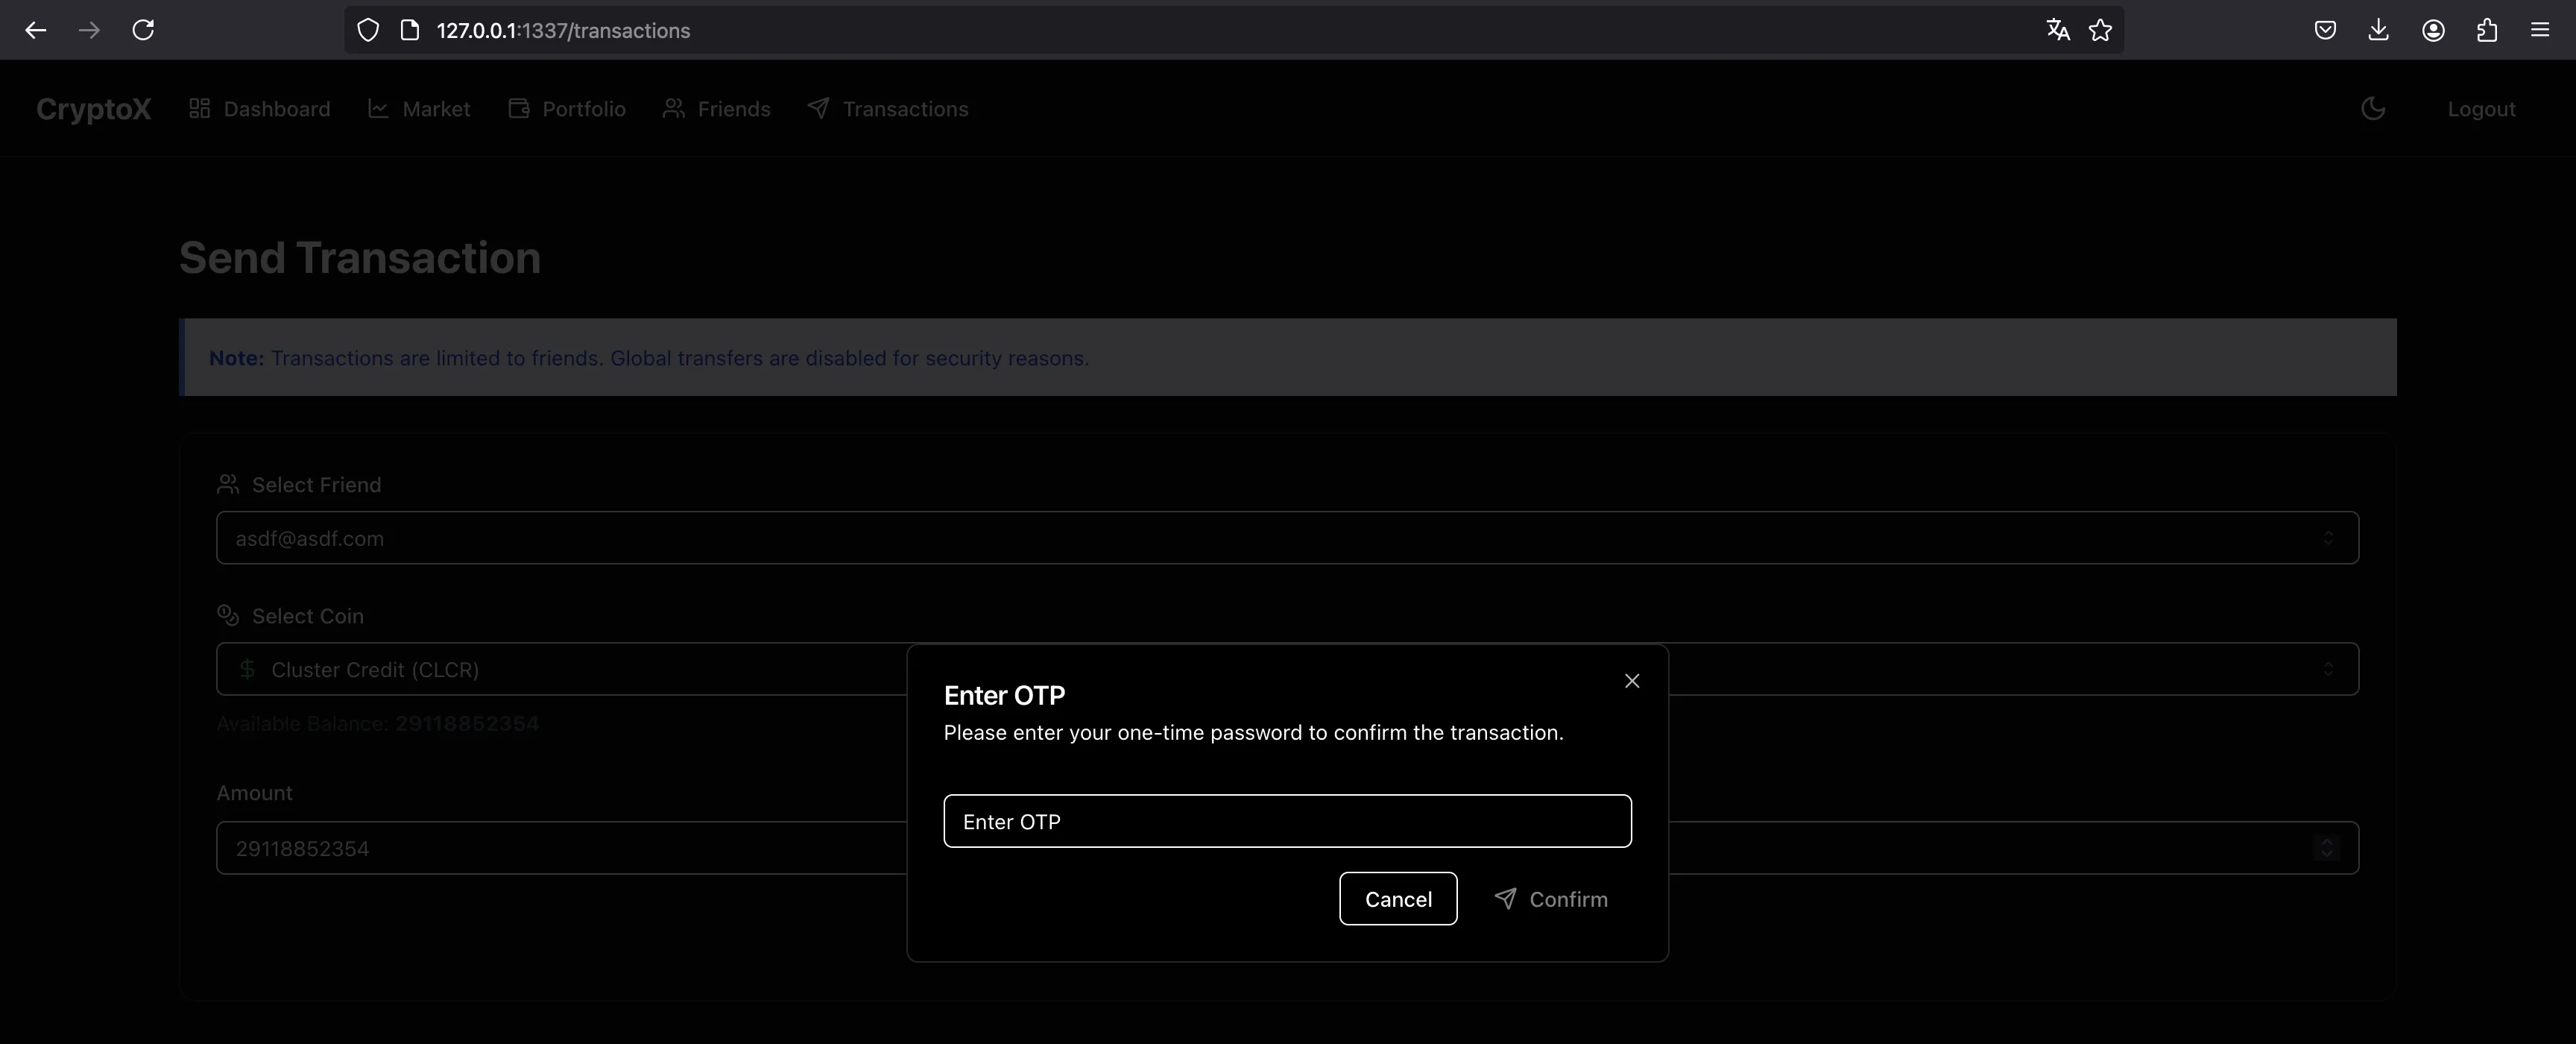 127.0.0.1:1337/transactions
CryptoX Dashboard Market Portfolio Friends Transactions Logout
Send Transaction
Note: Transactions are limited to friends. Global transfers are disabled for security reasons.
Select Friend
asdf@asdf.com
Select Coin
Cluster Credit (CLCR)
Available Balance: 29118852354
Amount
29118852354
Enter OTP
Please enter your one-time password to confirm the transaction.
Enter OTP
Cancel Confirm